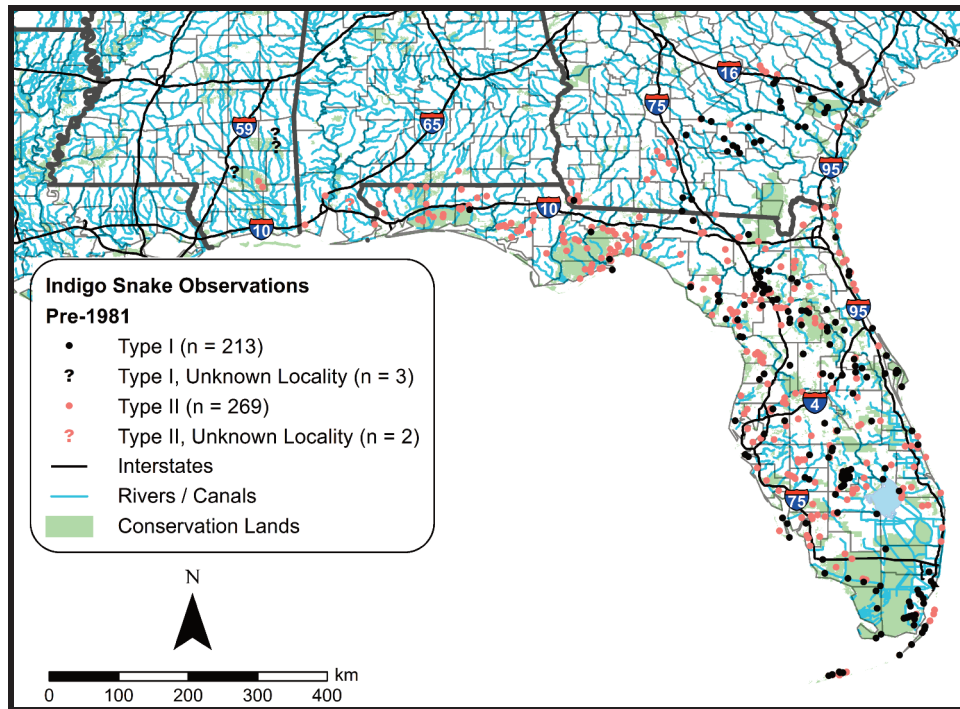 16
75
59
65
95
10
10
Indigo Snake Observations
Pre-1981
Type I (n = 213)
? Type I, Unknown Locality (n = 3)
Type II (n = 269)
? Type II, Unknown Locality (n = 2)
Interstates
Rivers / Canals
Conservation Lands
95
4
75
?
?
?
N
0 100 200 300 400 km